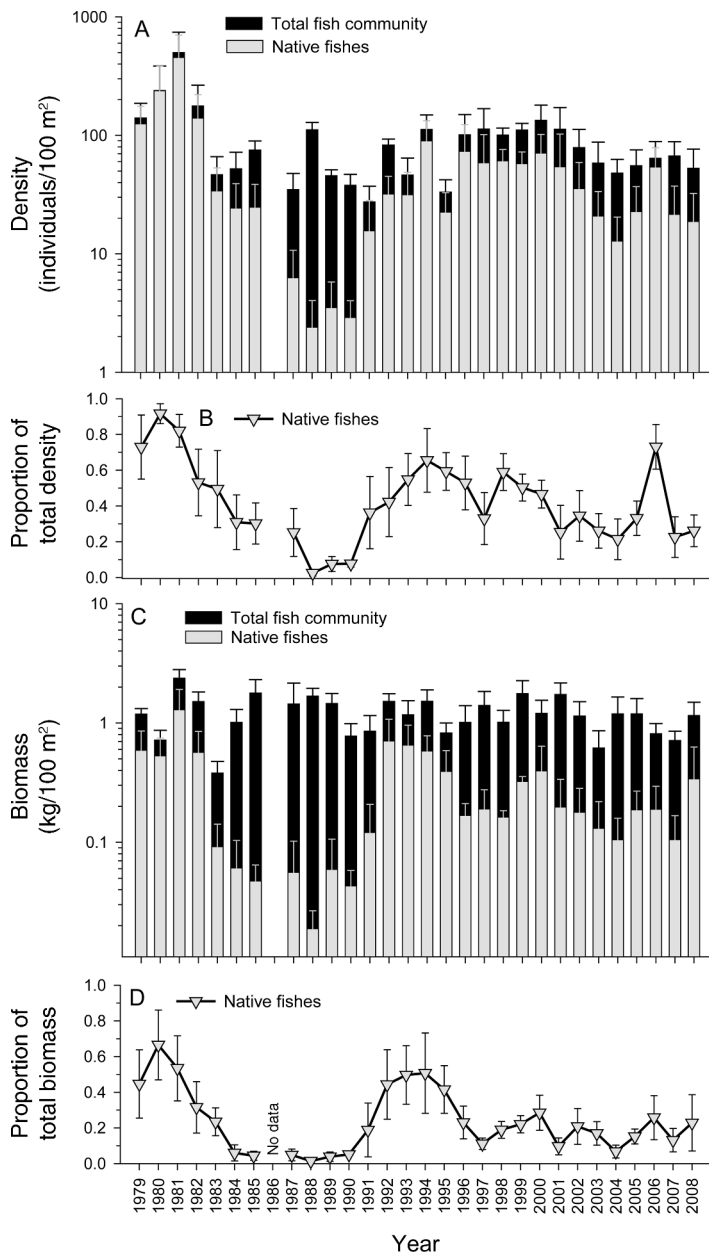 A
Total fish community
Native fishes
1000
100
10
1
Density
(individuals/100 m²)
B
Native fishes
1.0
0.8
0.6
0.4
0.2
0.0
Proportion of
total density
C
Total fish community
Native fishes
10
1
0.1
Biomass
(kg/100 m²)
D
Native fishes
1.0
0.8
0.6
0.4
0.2
0.0
Proportion of
total biomass
No data
1979
1980
1981
1982
1983
1984
1985
1986
1987
1988
1989
1990
1991
1992
1993
1994
1995
1996
1997
1998
1999
2000
2001
2002
2003
2004
2005
2006
2007
2008
Year